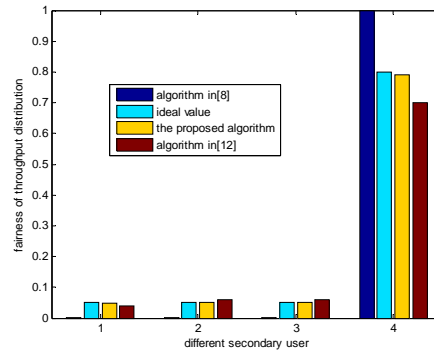 1
0.9
0.8
0.7
0.6
0.5
0.4
0.3
0.2
0.1
0
fairness of throughput distribution
algorithm in[8]
ideal value
the proposed algorithm
algorithm in[12]
1 2 3 4
different secondary user